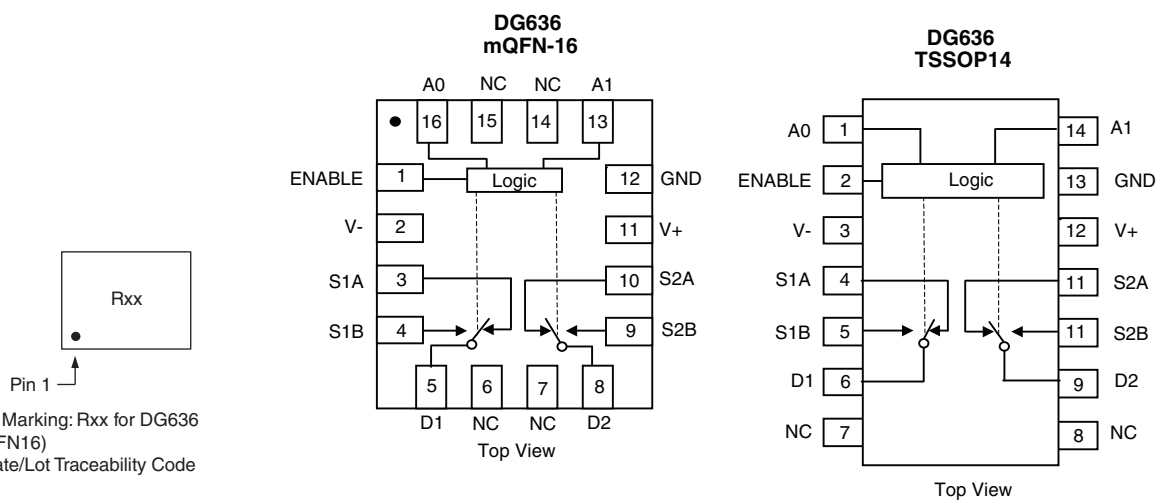 DG636
mQFN-16
A0 NC NC A1
16 15 14 13
ENABLE 1 Logic 12 GND
V- 2 11 V+
S1A 3 10 S2A
S1B 4 9 S2B
5 6 7 8
D1 NC NC D2
Top View
DG636
TSSOP14
A0 1 14 A1
ENABLE 2 Logic 13 GND
V- 3 12 V+
S1A 4 11 S2A
S1B 5 11 S2B
D1 6 9 D2
NC 7 8 NC
Top View
Rxx
Pin 1
Marking: Rxx for DG636
FN16)
ate/Lot Traceability Code